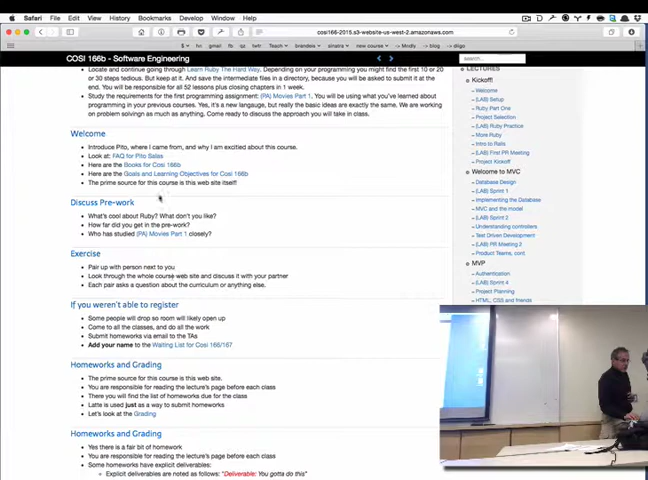 Safari File Edit View History Bookmarks Develop Window Help
cosi166-2015.s3-website-us-west-2.amazonaws.com
COSI 166b - Software Engineering
search...
Locate and continue going through Learn Ruby The Hard Way. Depending on your programming you might find the first 10 or 20
or 30 steps tedious. But keep at it. And save the intermediate files in a directory, because you will be asked to submit it at the
end. You will be responsible for all 52 lessons plus closing chapters in 1 week.
Study the requirements for the first programming assignment: (PA) Movies Part 1. You will be using what you've learned about
programming in your previous courses. Yes, it's a new langauge, but really the basic ideas are exactly the same. We are working
on problem solvingn as much as anything. Come ready to discuss the approach you will take in class.
Welcome
Introduce Pito, where I came from, and why I am excitied about this course.
Look at: FAQ for Pito Salas
Here are the Books for Cosi 166b
Here are the Goals and Learning Objectives for COSI 166b
The prime source for this course is this web site itself!
Discuss Pre-work
What's cool about Ruby? What don't you like?
How far did you get in the pre-work?
Who has studied (PA) Movies Part 1 closely?
Exercise
Pair up with person next to you
Look through the whole course web site and discuss it with your partner
Each pair asks a question about the curriculum or anything else.
If you weren't able to register
Some people will drop so room will likely open up
Come to all the classes, and do all the work
Submit homeworks via email to the TAs
Add your name to the Waiting List for Cosi 166/167
Homeworks and Grading
The prime source for this course is this web site.
You are responsible for reading the lecture's page before each class
There you will find the list of homeworks due for the class
Latte is used just as a way to submit homeworks
Let's look at the Grading
Homeworks and Grading
Yes there is a fair bit of homework
You are responsible for reading the lecture's page before each class
Some homeworks have explicit deliverables:
Explicit deliverables are noted as follows: "Deliverable: You gotta do this"
LECTURES
Kickoff!
– Welcome
– (LAB) Setup
– Ruby Part One
– Project Selection
– (LAB) Ruby Practice
– More Ruby
– Intro to Rails
– (LAB) First PR Meeting
– Project Kickoff
Welcome to MVC
– Database Design
– (LAB) Sprint 1
– Implementing the Database
– MVC and the model
– (LAB) Sprint 2
– Understanding controllers
– Test Driven Development
– (LAB) PR Meeting 2
– Product Teams, cont
MVP
– Authentication
– (LAB) Sprint 4
– Project Planning
– HTML, CSS and friends